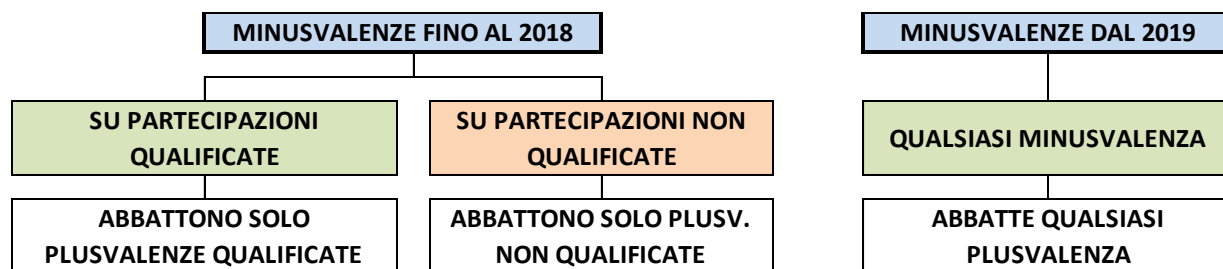 MINUSVALENZE FINO AL 2018
MINUSVALENZE DAL 2019
SU PARTECIPAZIONI
QUALIFICATE
SU PARTECIPAZIONI NON
QUALIFICATE
QUALSIASI MINUSVALENZA
ABBATTONO SOLO
PLUSVALENZE QUALIFICATE
ABBATTONO SOLO PLUSV.
NON QUALIFICATE
ABBATTE QUALSIASI
PLUSVALENZA